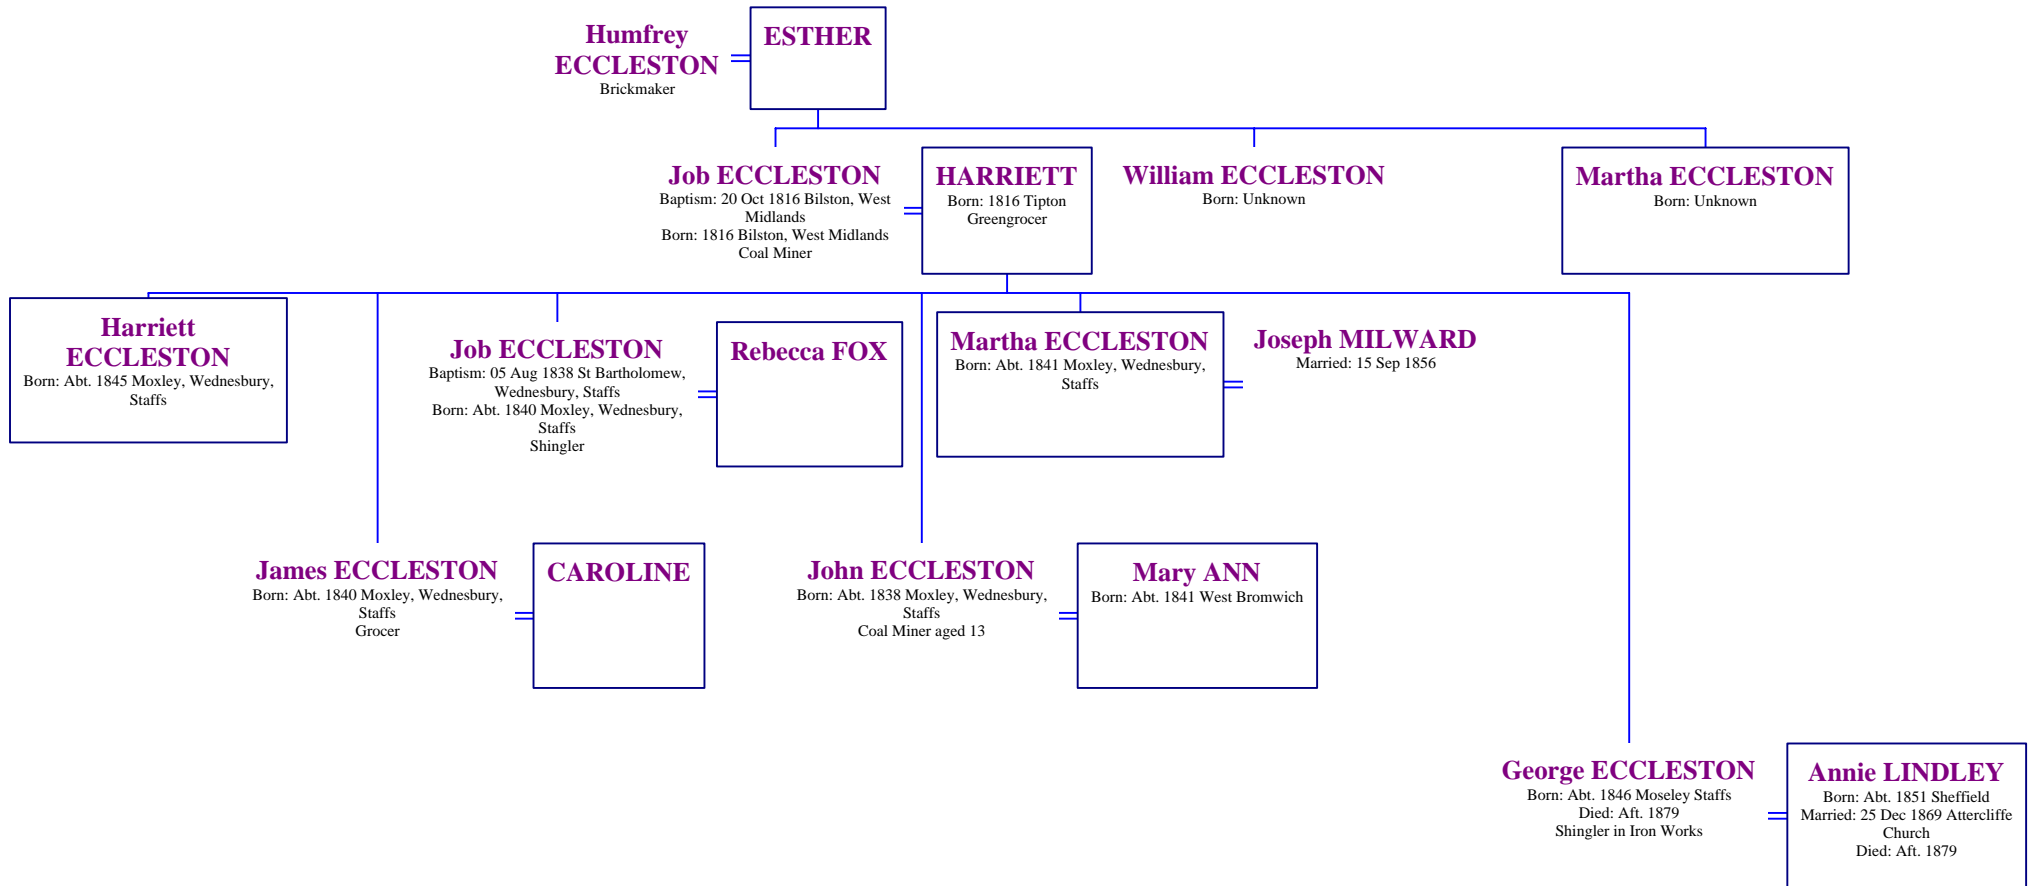 Humfrey
ECCLESTON
Brickmaker
ESTHER
Job ECCLESTON
Baptism: 20 Oct 1816 Bilston, West
Midlands
Born: 1816 Bilston, West Midlands
Coal Miner
HARRIETT
Born: 1816 Tipton
Greengrocer
William ECCLESTON
Born: Unknown
Martha ECCLESTON
Born: Unknown
Harriett
ECCLESTON
Born: Abt. 1845 Moxley, Wednesbury,
Staffs
Job ECCLESTON
Baptism: 05 Aug 1838 St Bartholomew,
Wednesbury, Staffs
Born: Abt. 1840 Moxley, Wednesbury,
Staffs
Shingler
Rebecca FOX
Martha ECCLESTON
Born: Abt. 1841 Moxley, Wednesbury,
Staffs
Joseph MILWARD
Married: 15 Sep 1856
James ECCLESTON
Born: Abt. 1840 Moxley, Wednesbury,
Staffs
Grocer
CAROLINE
John ECCLESTON
Born: Abt. 1838 Moxley, Wednesbury,
Staffs
Coal Miner aged 13
Mary ANN
Born: Abt. 1841 West Bromwich
George ECCLESTON
Born: Abt. 1846 Moseley Staffs
Died: Aft. 1879
Shingler in Iron Works
Annie LINDLEY
Born: Abt. 1851 Sheffield
Married: 25 Dec 1869 Attercliffe
Church
Died: Aft. 1879